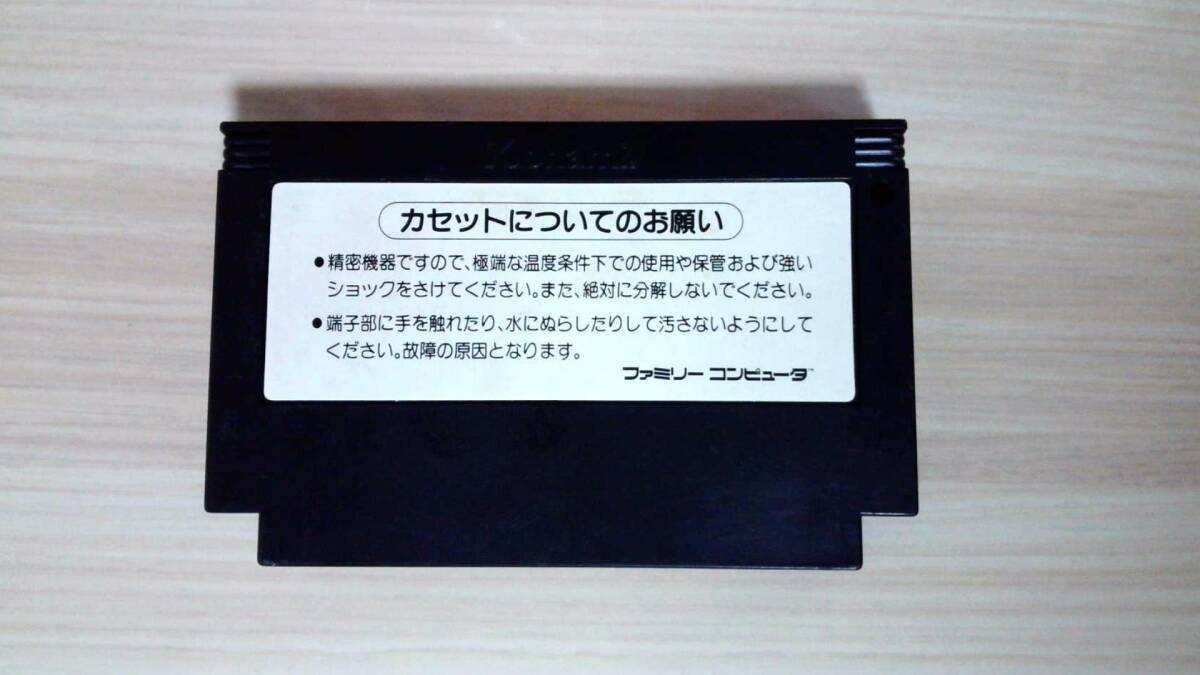 Konami
カセットについてのお願い
●精密機器ですので、極端な温度条件下での使用や保管および強い
ショックをさけてください。また、絶対に分解しないでください。
●端子部に手を触れたり、水にぬらしたりして汚さないようにして
ください。故障の原因となります。
ファミリー コンピュータ™